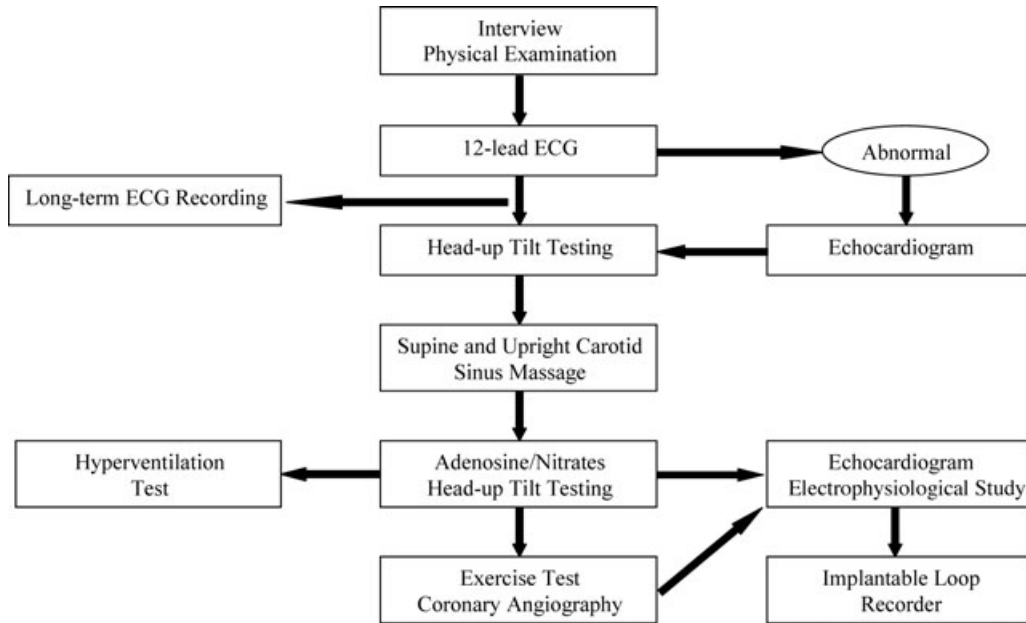 Interview
Physical Examination
12-lead ECG
Abnormal
Long-term ECG Recording
Head-up Tilt Testing
Echocardiogram
Supine and Upright Carotid
Sinus Massage
Hyperventilation
Test
Adenosine/Nitrates
Head-up Tilt Testing
Echocardiogram
Electrophysiological Study
Exercise Test
Coronary Angiography
Implantable Loop
Recorder